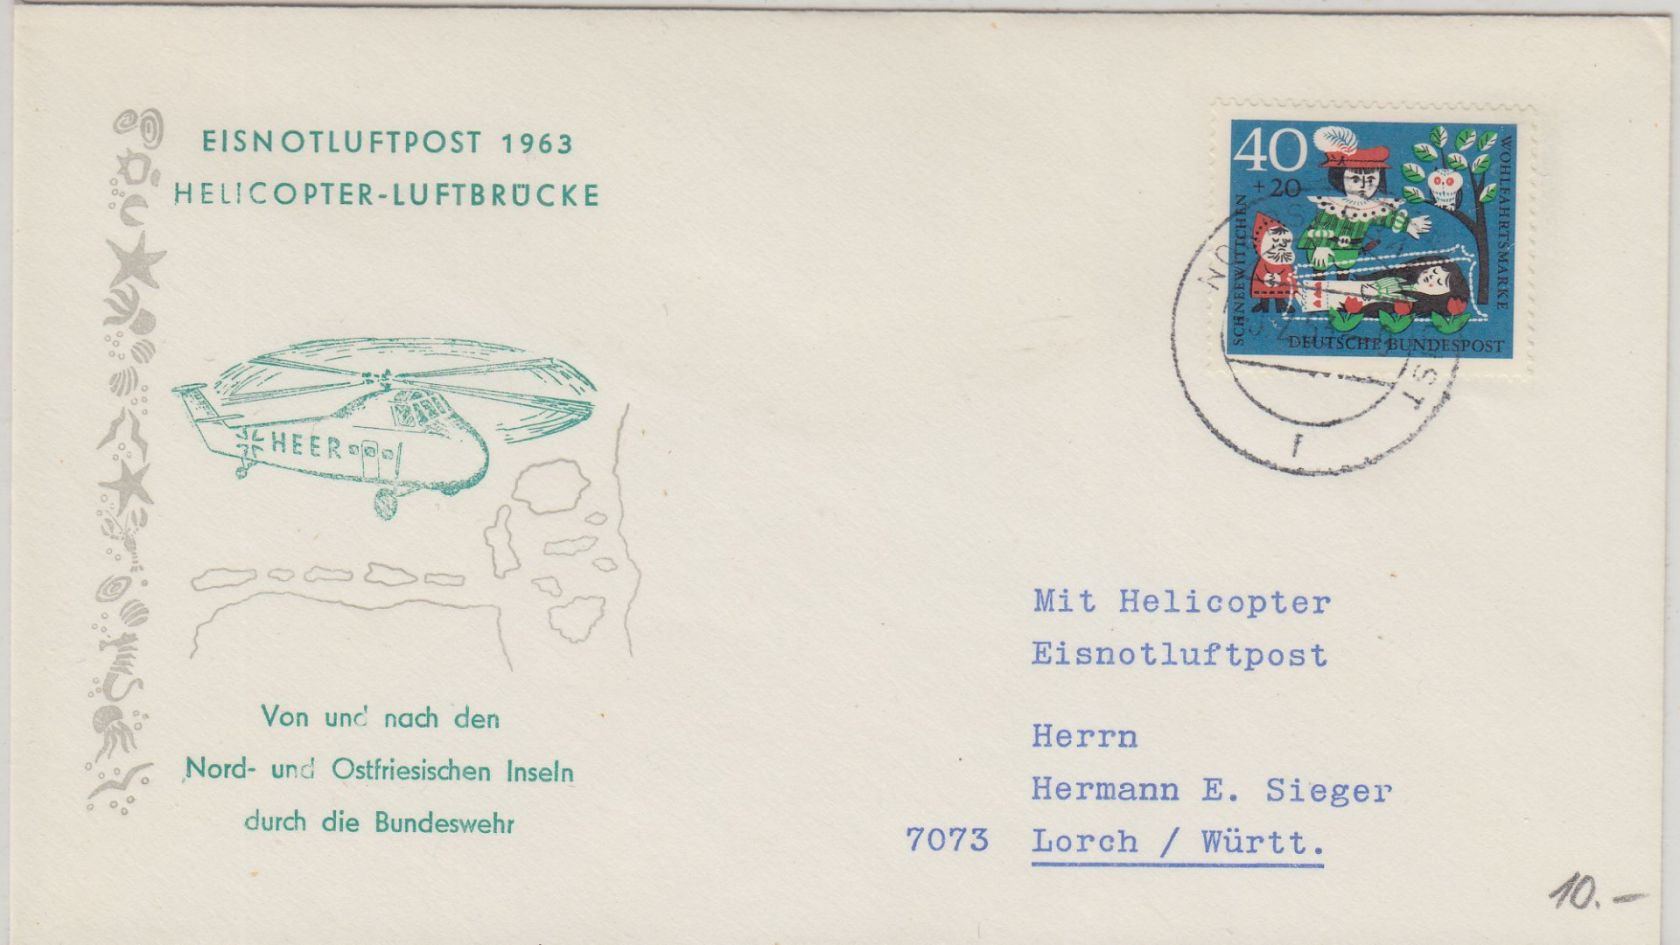 EISNOTLUFTPOST 1963
HELICOPTER-LUFTBRÜCKE
40
+20
SCHNEEWITTCHEN
WOHLFAHRTSMARKE
DEUTSCHE BUNDESPOST
HEER
Von und nach den
Nord- und Ostfriesischen Inseln
durch die Bundeswehr
Mit Helicopter
Eisnotluftpost
Herrn
Hermann E. Sieger
7073 Lorch / Württ.
10.-